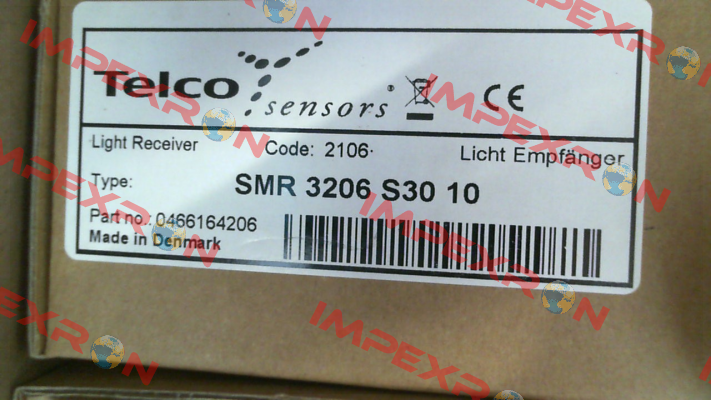 Telco sensors®
CE
Light Receiver Code: 2106· Licht Empfänger
Type: SMR 3206 S30 10
Part no.: 0466164206
Made in Denmark
IMPEXRON
IMPEXRON
IMPEXRON
IMPEXRON
IMPEXRON
IMPEXRON